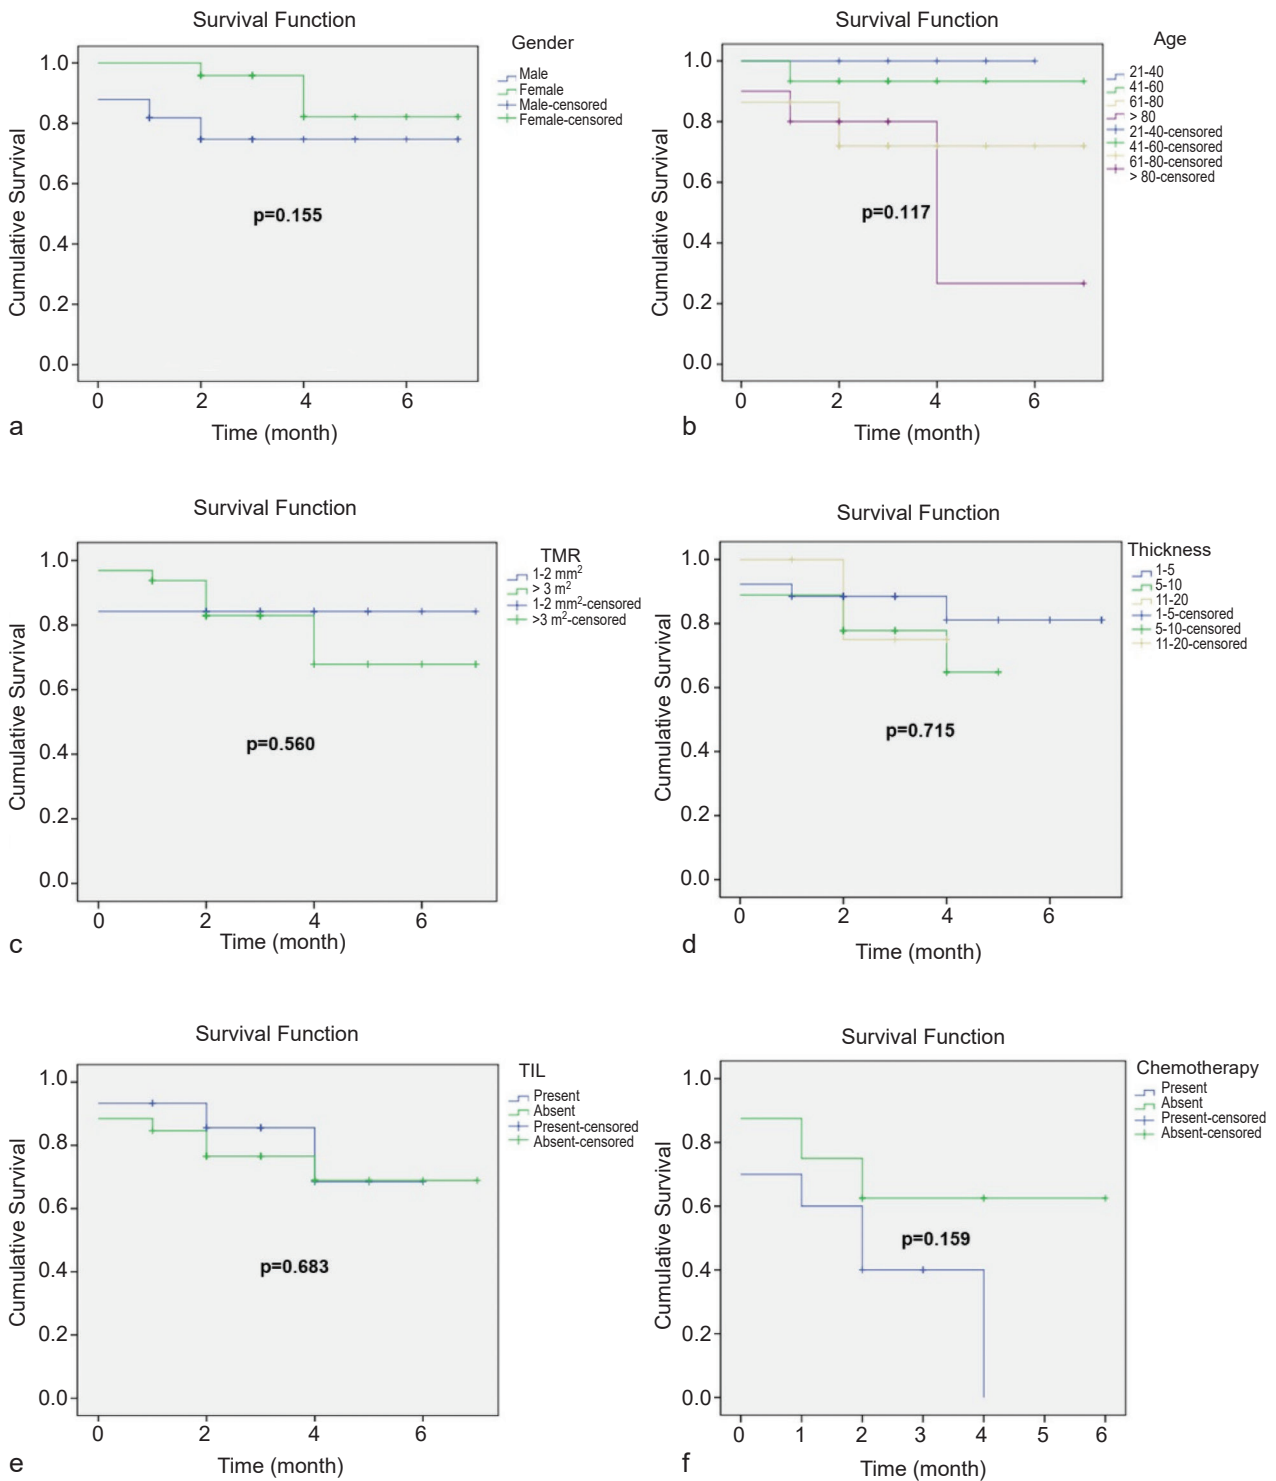 Survival Function
Gender
Male
Female
Male-censored
Female-censored
1.0
0.8
0.6
0.4
0.2
0.0
Cumulative Survival
p=0.155
0 2 4 6
Time (month)
a
Survival Function
Age
21-40
41-60
61-80
> 80
21-40-censored
41-60-censored
61-80-censored
> 80-censored
1.0
0.8
0.6
0.4
0.2
0.0
Cumulative Survival
p=0.117
0 2 4 6
Time (month)
b
Survival Function
TMR
1-2 mm²
> 3 m²
1-2 mm²-censored
>3 m²-censored
1.0
0.8
0.6
0.4
0.2
0.0
Cumulative Survival
p=0.560
0 2 4 6
Time (month)
c
Survival Function
Thickness
1-5
5-10
11-20
1-5-censored
5-10-censored
11-20-censored
1.0
0.8
0.6
0.4
0.2
0.0
Cumulative Survival
p=0.715
0 2 4 6
Time (month)
d
Survival Function
TIL
Present
Absent
Present-censored
Absent-censored
1.0
0.8
0.6
0.4
0.2
0.0
Cumulative Survival
p=0.683
0 2 4 6
Time (month)
e
Survival Function
Chemotherapy
Present
Absent
Present-censored
Absent-censored
1.0
0.8
0.6
0.4
0.2
0.0
Cumulative Survival
p=0.159
0 1 2 3 4 5 6
Time (month)
f